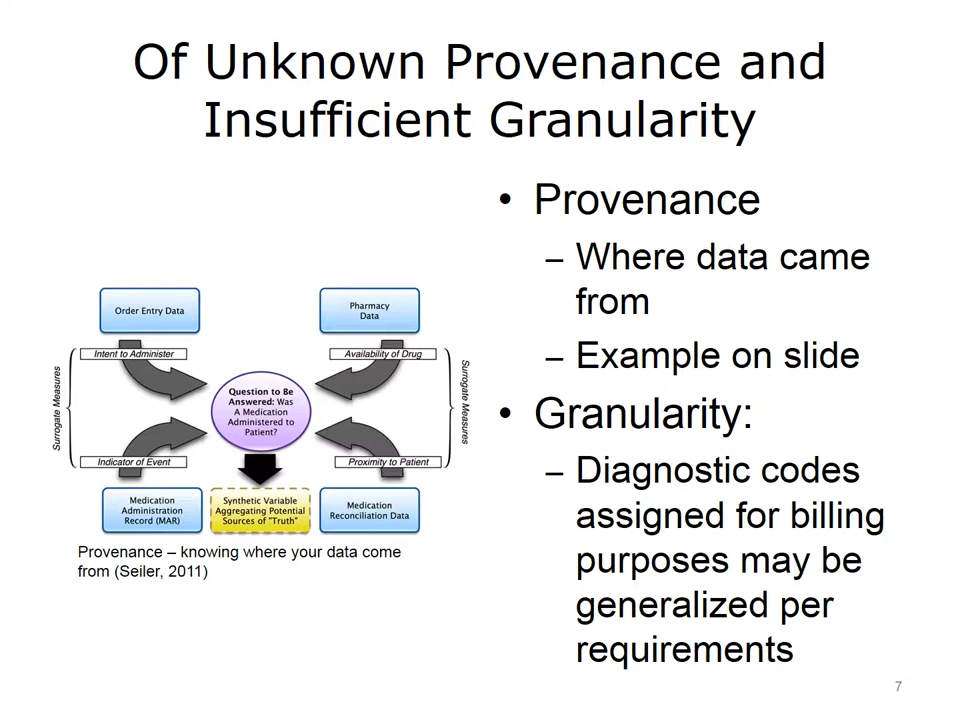 Of Unknown Provenance and
Insufficient Granularity
Order Entry Data
Pharmacy
Data
Intent to Administer
Availability of Drug
Surrogate Measures
Question to Be
Answered: Was
A Medication
Administered to
Patient?
Surrogate Measures
Indicator of Event
Proximity to Patient
Medication
Administration
Record (MAR)
Synthetic Variable
Aggregating Potential
Sources of "Truth"
Medication
Reconciliation Data
Provenance – knowing where your data come
from (Seiler, 2011)
• Provenance
– Where data came
from
– Example on slide
• Granularity:
– Diagnostic codes
assigned for billing
purposes may be
generalized per
requirements
7